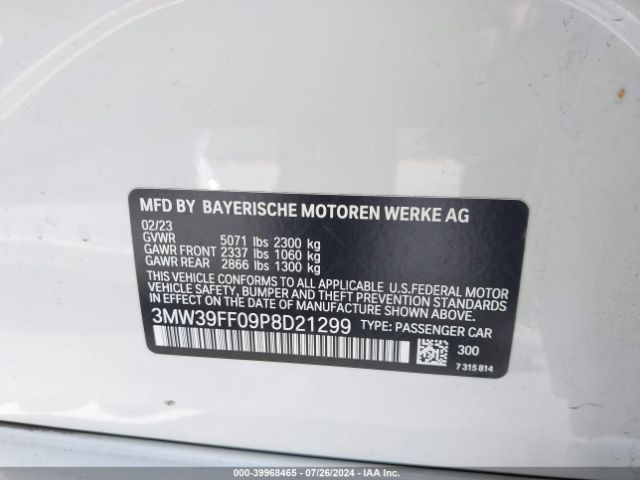 MFD BY BAYERISCHE MOTOREN WERKE AG
02/23
GVWR 5071 lbs 2300 kg
GAWR FRONT 2337 lbs 1060 kg
GAWR REAR 2866 lbs 1300 kg
THIS VEHICLE CONFORMS TO ALL APPLICABLE U.S.FEDERAL MOTOR
VEHICLE SAFETY, BUMPER AND THEFT PREVENTION STANDARDS
IN EFFECT ON THE DATE OF MANUFACTURE SHOWN ABOVE.
3MW39FF09P8D21299 TYPE: PASSENGER CAR
300
7 315 814
000-39968465 - 07/26/2024 - IAA Inc.